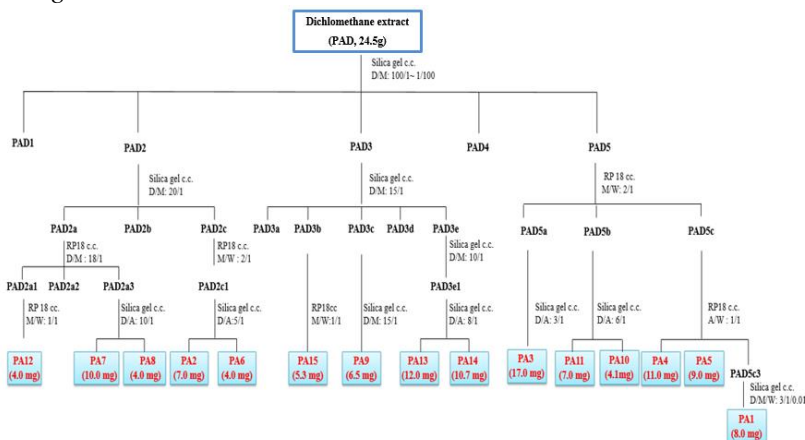 Dichlomethane extract
(PAD, 24.5g)
Silica gel c.c.
D/M: 100/1~ 1/100
PAD1
PAD2
PAD3
PAD4
PAD5
Silica gel c.c.
D/M: 20/1
Silica gel c.c.
D/M: 15/1
RP 18 cc.
M/W: 2/1
PAD2a
PAD2b
PAD2c
PAD3a
PAD3b
PAD3c
PAD3d
PAD3e
PAD5a
PAD5b
PAD5c
RP18 c.c.
D/M : 18/1
RP18 c.c.
M/W : 2/1
Silica gel c.c.
D/M: 10/1
PAD2a1
PAD2a2
PAD2a3
PAD2c1
PAD3e1
RP 18 cc.
M/W: 1/1
Silica gel c.c.
D/A: 10/1
Silica gel c.c.
D/A:5/1
RP18cc
M/W:1/1
Silica gel c.c.
D/M: 15/1
Silica gel c.c.
D/A: 8/1
Silica gel c.c.
D/A: 3/1
Silica gel c.c.
D/A: 6/1
RP18 c.c.
A/W : 1/1
PA12
(4.0 mg)
PA7
(10.0 mg)
PA8
(4.0 mg)
PA2
(7.0 mg)
PA6
(4.0 mg)
PA15
(5.3 mg)
PA9
(6.5 mg)
PA13
(12.0 mg)
PA14
(10.7 mg)
PA3
(17.0 mg)
PA11
(7.0 mg)
PA10
(4.1mg)
PA4
(11.0 mg)
PA5
(9.0 mg)
PAD5c3
Silica gel c.c.
D/M/W: 3/1/0.01
PA1
(8.0 mg)